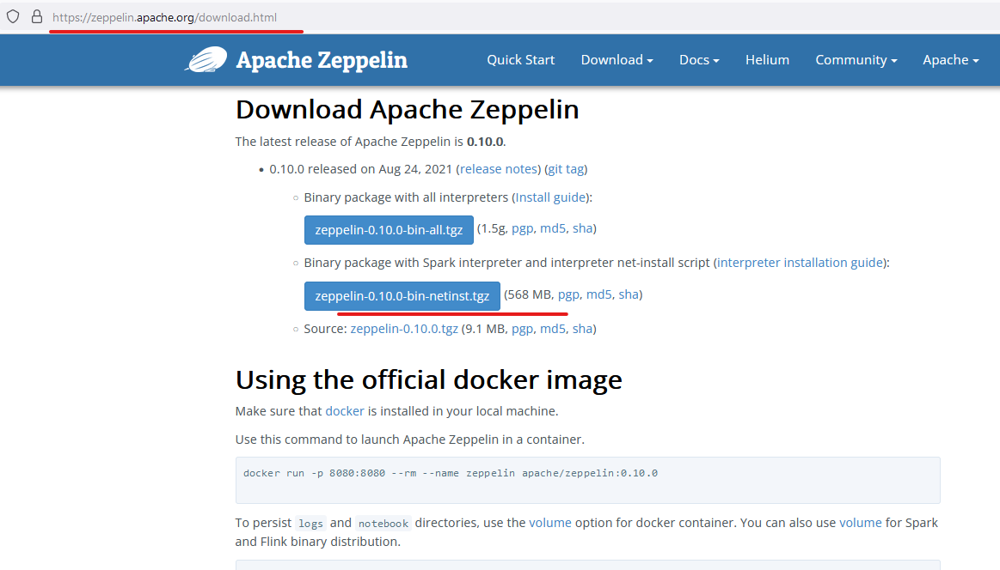 https://zeppelin.apache.org/download.html
Apache Zeppelin Quick Start Download Docs Helium Community Apache
Download Apache Zeppelin
The latest release of Apache Zeppelin is 0.10.0.
• 0.10.0 released on Aug 24, 2021 (release notes) (git tag)
○ Binary package with all interpreters (Install guide):
zeppelin-0.10.0-bin-all.tgz (1.5g, pgp, md5, sha)
○ Binary package with Spark interpreter and interpreter net-install script (interpreter installation guide):
zeppelin-0.10.0-bin-netinst.tgz (568 MB, pgp, md5, sha)
○ Source: zeppelin-0.10.0.tgz (9.1 MB, pgp, md5, sha)
Using the official docker image
Make sure that docker is installed in your local machine.
Use this command to launch Apache Zeppelin in a container.
docker run -p 8080:8080 --rm --name zeppelin apache/zeppelin:0.10.0
To persist logs and notebook directories, use the volume option for docker container. You can also use volume for Spark
and Flink binary distribution.